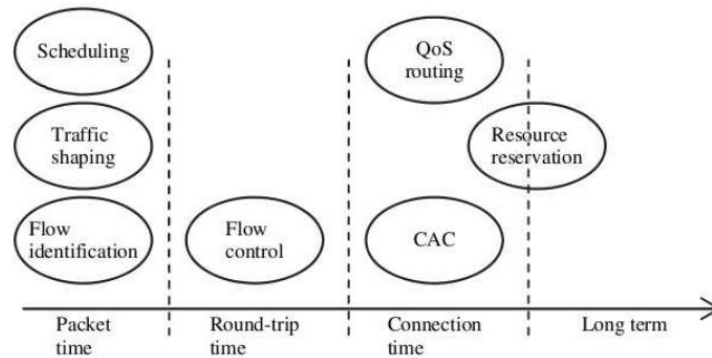 Scheduling
QoS
routing
Traffic
shaping
Resource
reservation
Flow
identification
Flow
control
CAC
Packet
time
Round-trip
time
Connection
time
Long term